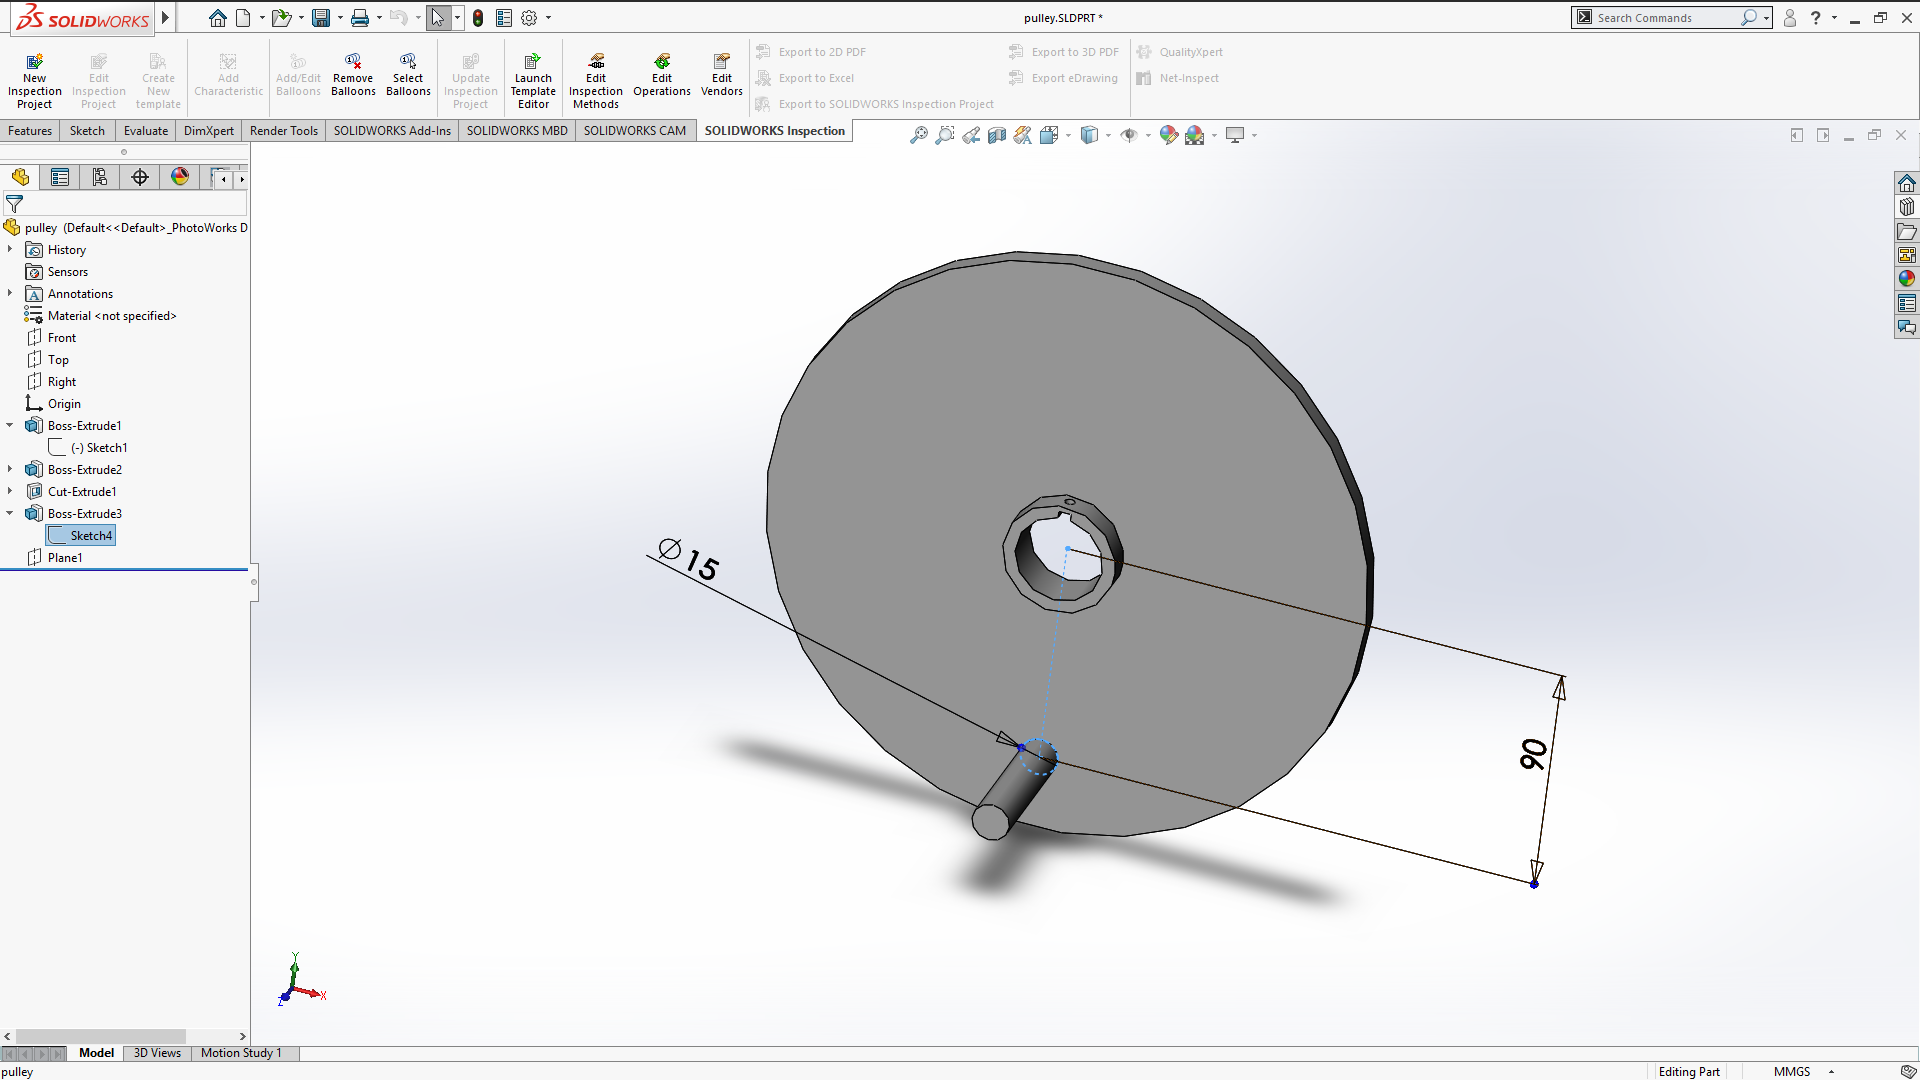 SOLIDWORKS
pulley.SLDPRT *
Search Commands
?
New Inspection Project
Edit Inspection Project
Create New template
Add Characteristic
Add/Edit Balloons
Remove Balloons
Select Balloons
Update Inspection Project
Launch Template Editor
Edit Inspection Methods
Edit Operations
Edit Vendors
Export to 2D PDF
Export to Excel
Export to SOLIDWORKS Inspection Project
Export to 3D PDF
Export eDrawing
QualityXpert
Net-Inspect
Features
Sketch
Evaluate
DimXpert
Render Tools
SOLIDWORKS Add-Ins
SOLIDWORKS MBD
SOLIDWORKS CAM
SOLIDWORKS Inspection
pulley (Default<<Default>_PhotoWorks D
History
Sensors
Annotations
Material <not specified>
Front
Top
Right
Origin
Boss-Extrude1
(-) Sketch1
Boss-Extrude2
Cut-Extrude1
Boss-Extrude3
Sketch4
Plane1
∅ 15
90
Y
X
Z
Model
3D Views
Motion Study 1
pulley
Editing Part
MMGS